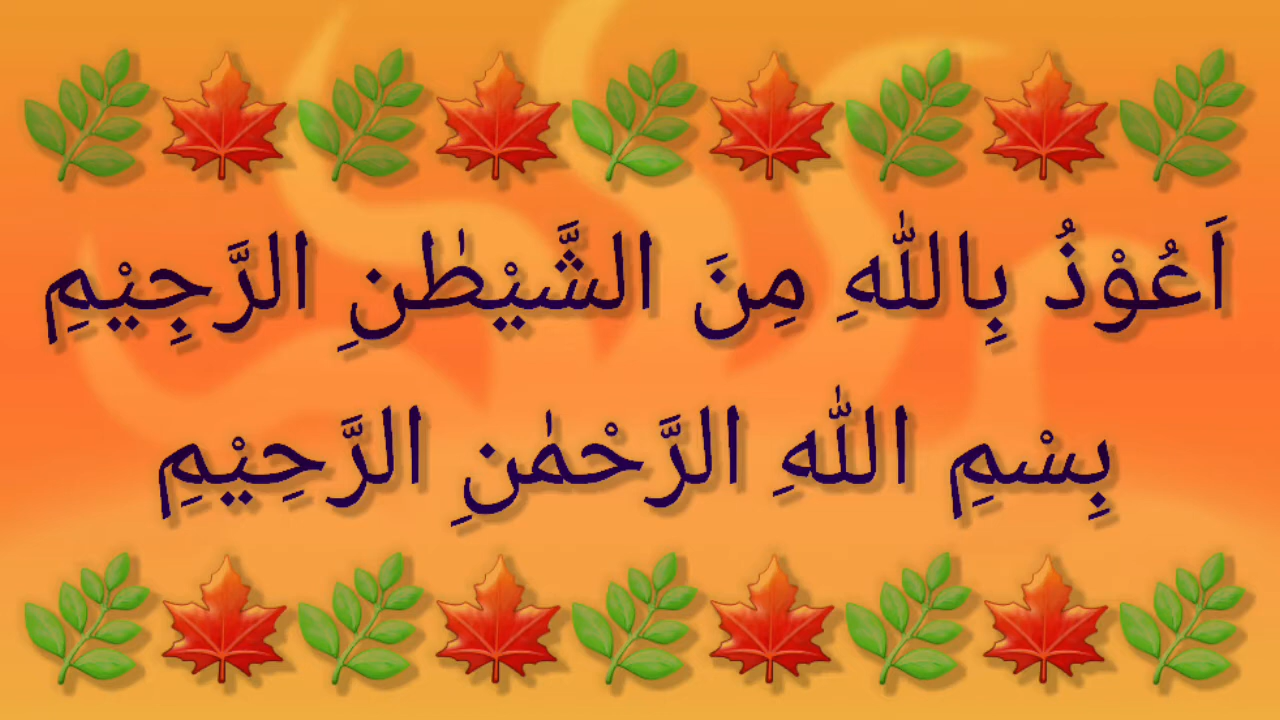 اَعُوْذُ بِاللّٰهِ مِنَ الشَّيْطٰنِ الرَّجِيْمِ
بِسْمِ اللّٰهِ الرَّحْمٰنِ الرَّحِيْمِ